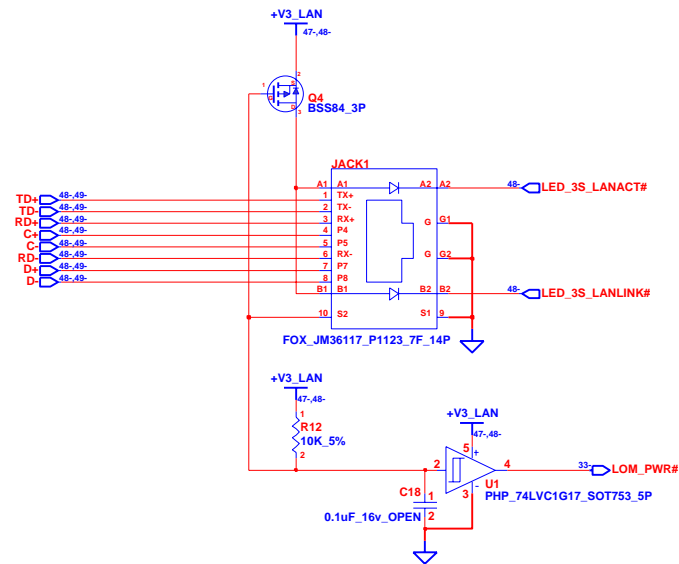 +V3_LAN
47-,48-
2
1
S
G
D
Q4
BSS84_3P
3
JACK1
A1 A1 A2 A2 48- LED_3S_LANACT#
TD+ 48-,49- 1 TX+
TD- 48-,49- 2 TX-
RD+ 48-,49- 3 RX+ G G1
C+ 48-,49- 4 P4
C- 48-,49- 5 P5
RD- 48-,49- 6 RX- G G2
D+ 48-,49- 7 P7
D- 48-,49- 8 P8
B1 B1 B2 B2 48- LED_3S_LANLINK#
10 S2 S1 9
FOX_JM36117_P1123_7F_14P
+V3_LAN
47-,48-
1
R12
10K_5%
2
+V3_LAN
47-,48-
5 +
2 4 33- LOM_PWR#
3 -
U1
PHP_74LVC1G17_SOT753_5P
C18 1
2
0.1uF_16v_OPEN